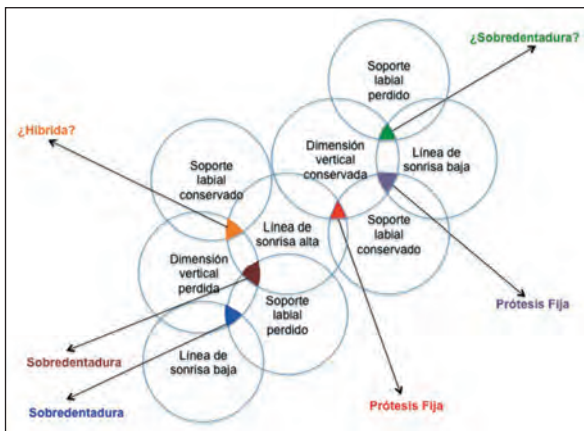 ¿Sobredentadura?
Soporte
labial
perdido
¿Hibrida?
Dimensión
vertical
conservada
Línea de
sonrisa baja
Soporte
labial
conservado
Línea de
sonrisa alta
Soporte
labial
conservado
Dimensión
vertical
perdida
Soporte
labial
perdido
Prótesis Fija
Línea de
sonrisa baja
Sobredentadura
Sobredentadura
Prótesis Fija